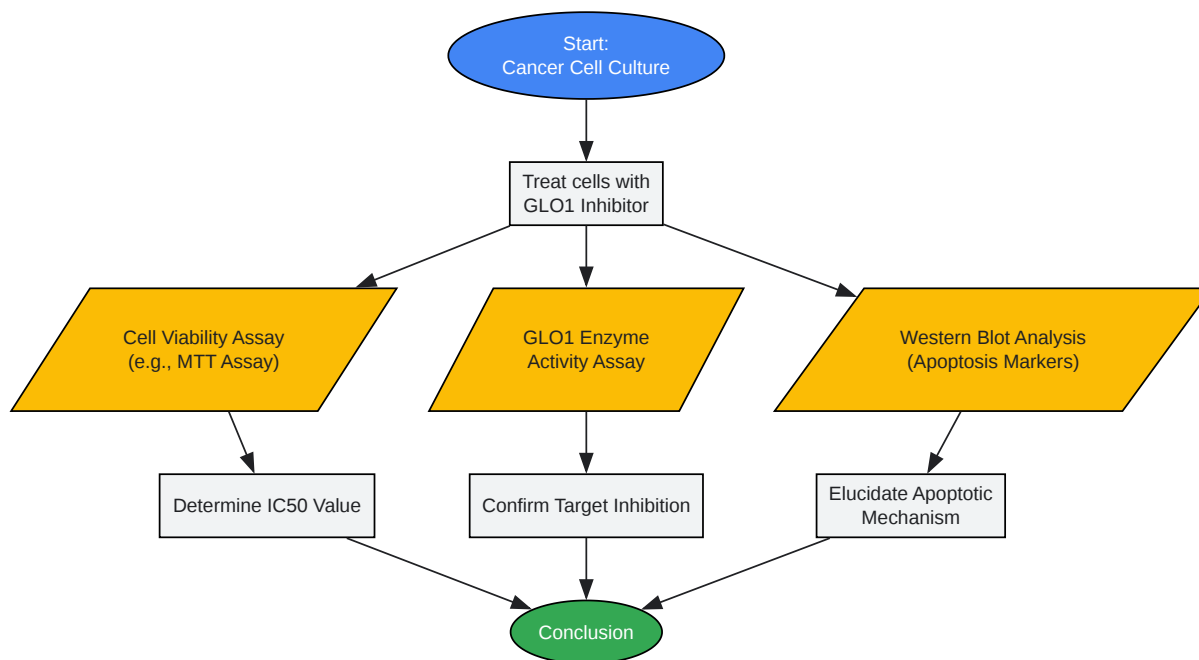 Start:
Cancer Cell Culture
Treat cells with
GLO1 Inhibitor
Cell Viability Assay
(e.g., MTT Assay)
GLO1 Enzyme
Activity Assay
Western Blot Analysis
(Apoptosis Markers)
Determine IC50 Value
Confirm Target Inhibition
Elucidate Apoptotic
Mechanism
Conclusion